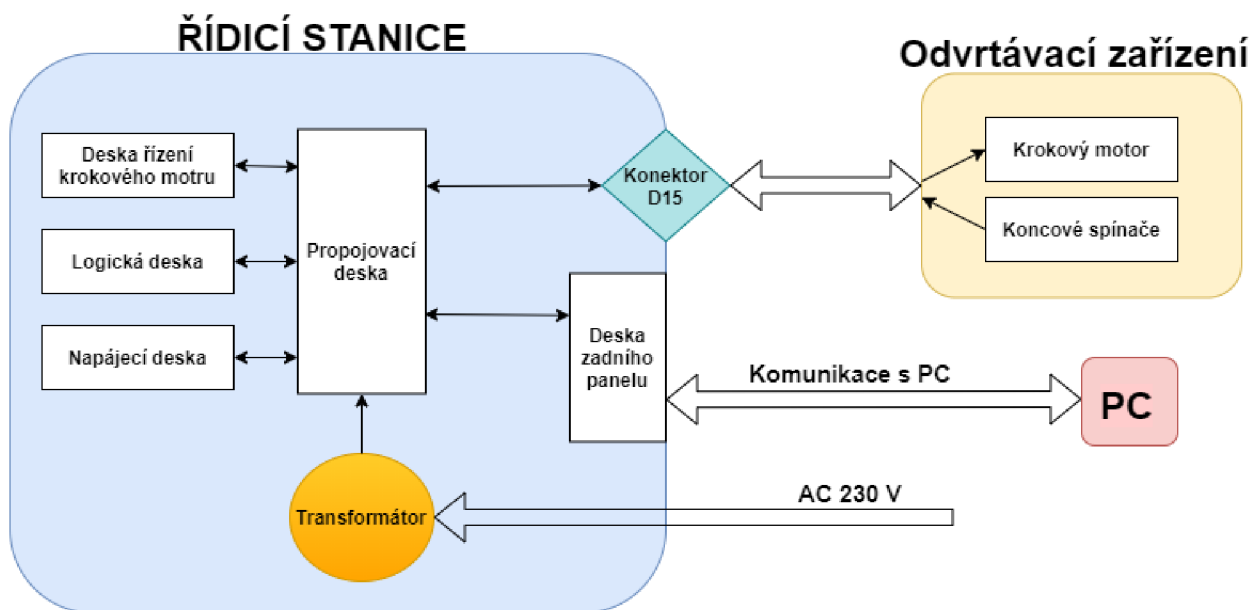 ŘÍDICÍ STANICE
Odvrtávací zařízení
Deska řízení
krokového motru
Logická deska
Napájecí deska
Propojovací
deska
Konektor
D15
Krokový motor
Koncové spínače
Deska
zadního
panelu
Komunikace s PC
PC
AC 230 V
Transformátor